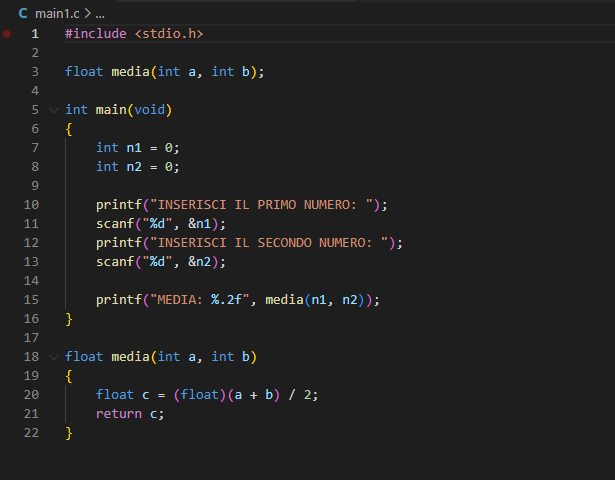 C main1.c > ...
1 #include <stdio.h>
2
3 float media(int a, int b);
4
5 int main(void)
6 {
7     int n1 = 0;
8     int n2 = 0;
9
10     printf("INSERISCI IL PRIMO NUMERO: ");
11     scanf("%d", &n1);
12     printf("INSERISCI IL SECONDO NUMERO: ");
13     scanf("%d", &n2);
14
15     printf("MEDIA: %.2f", media(n1, n2));
16 }
17
18 float media(int a, int b)
19 {
20     float c = (float)(a + b) / 2;
21     return c;
22 }